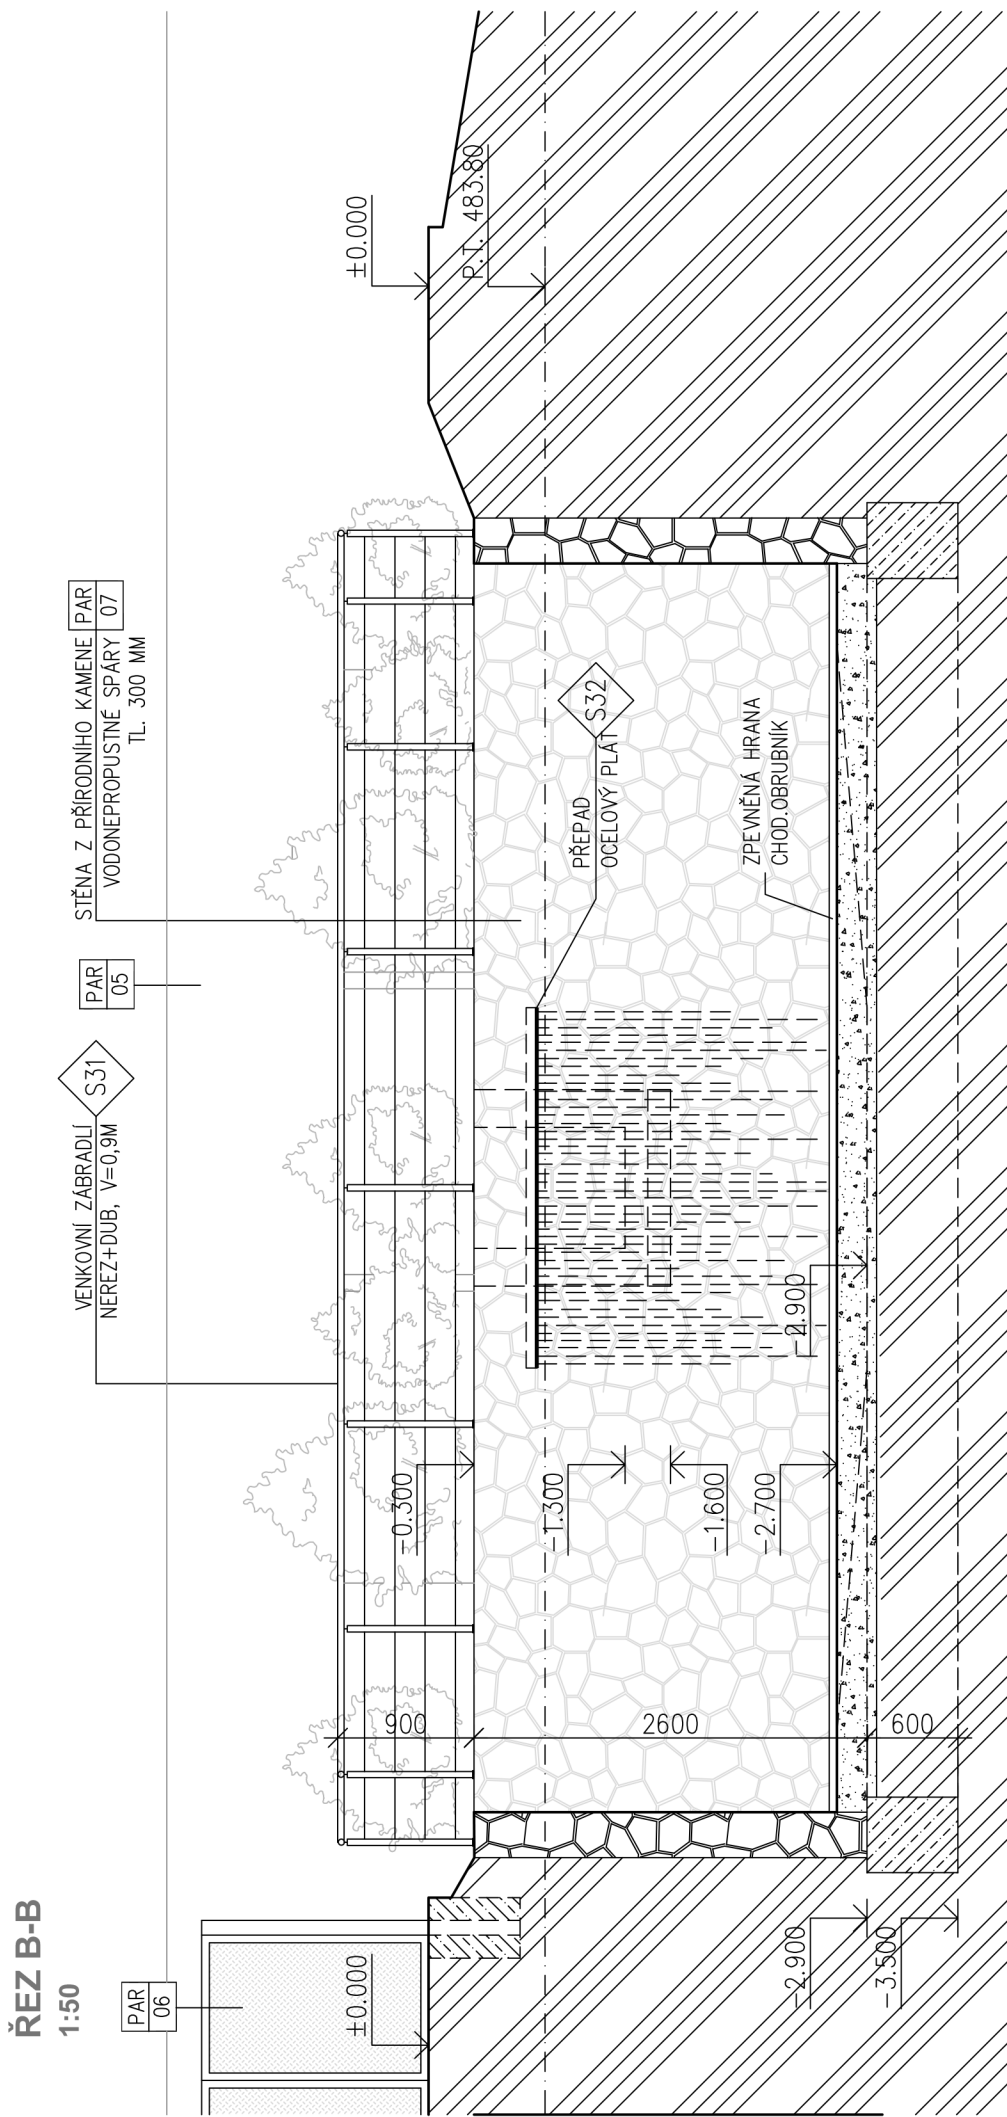 ŘEZ B-B
1:50
PAR
06
VENKOVNÍ ZÁBRADLÍ
NEREZ+DUB, V=0,9M
S31
PAR
05
STĚNA Z PŘÍRODNÍHO KAMENE
VODONEPROPUSTNÉ SPÁRY
TL. 300 MM
PAR
07
±0.000
±0.000
P.T. 483.80
900
2600
600
-0.300
-1.300
-1.600
-2.700
-2.900
PŘEPAD
OCELOVÝ PLÁT
S32
ZPEVNĚNÁ HRANA
CHOD.OBRUBNÍK
-2.900
-3.500